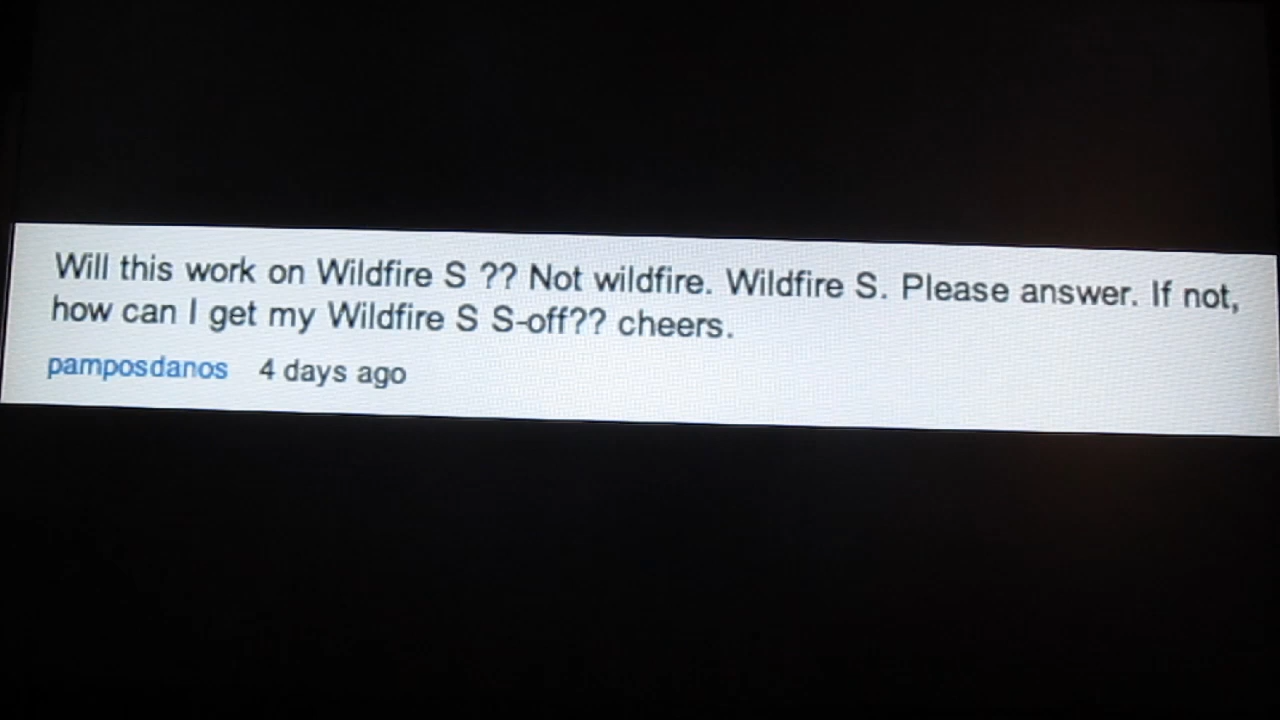 Will this work on Wildfire S ?? Not wildfire. Wildfire S. Please answer. If not,
how can I get my Wildfire S S-off?? cheers.
pamposdanos 4 days ago